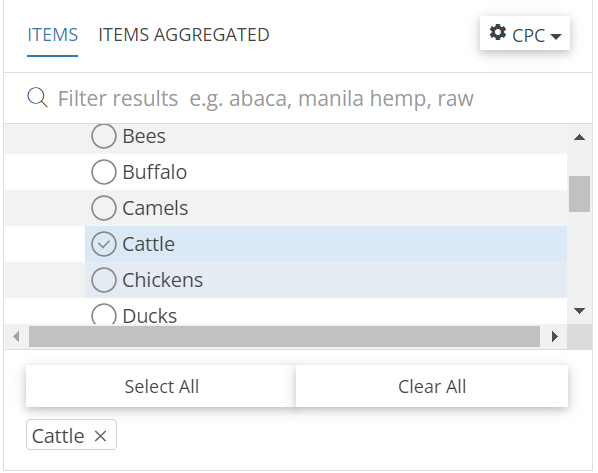 ITEMS ITEMS AGGREGATED CPC
Filter results e.g. abaca, manila hemp, raw
Bees
Buffalo
Camels
Cattle
Chickens
Ducks
Select All Clear All
Cattle ×